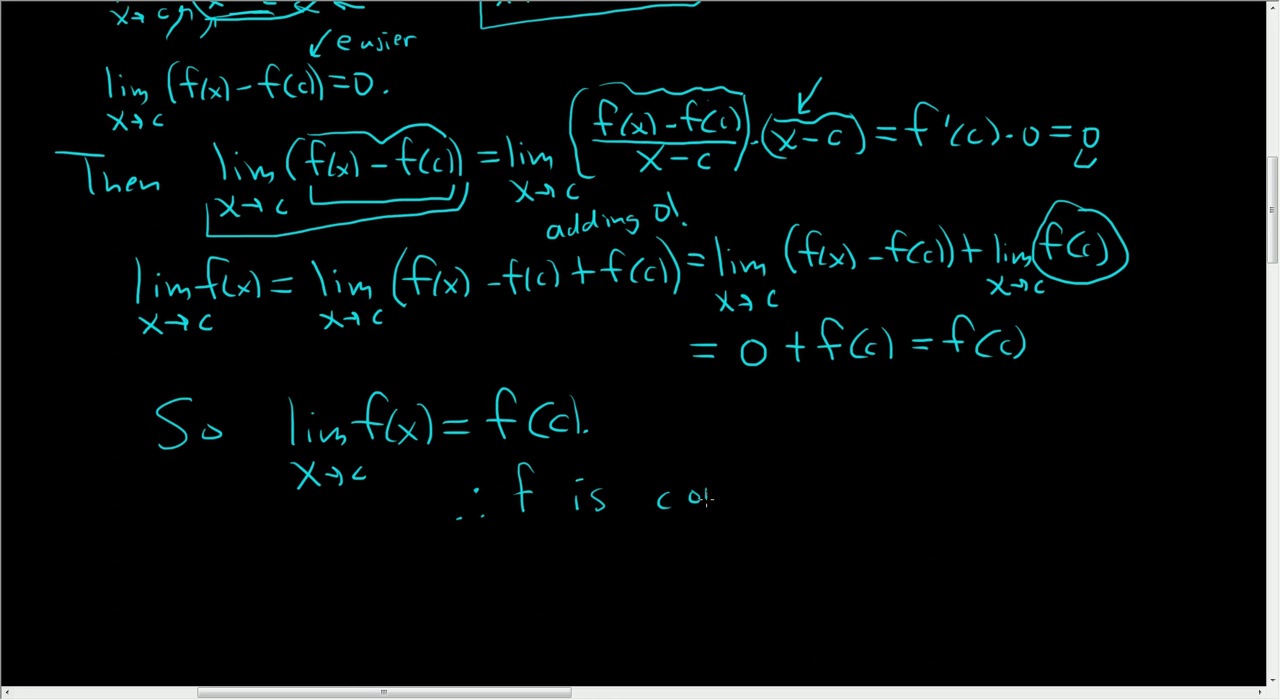 x→c
easier
lim (f(x) – f(c)) = 0.
x→c
Then lim (f(x) – f(c)) = lim [(f(x) – f(c))/(x – c)] · (x – c) = f'(c) · 0 = 0
x→c x→c
adding 0!
lim f(x) = lim (f(x) – f(c) + f(c)) = lim (f(x) – f(c)) + lim f(c)
x→c x→c x→c x→c
= 0 + f(c) = f(c)
So lim f(x) = f(c).
x→c
∴ f is co